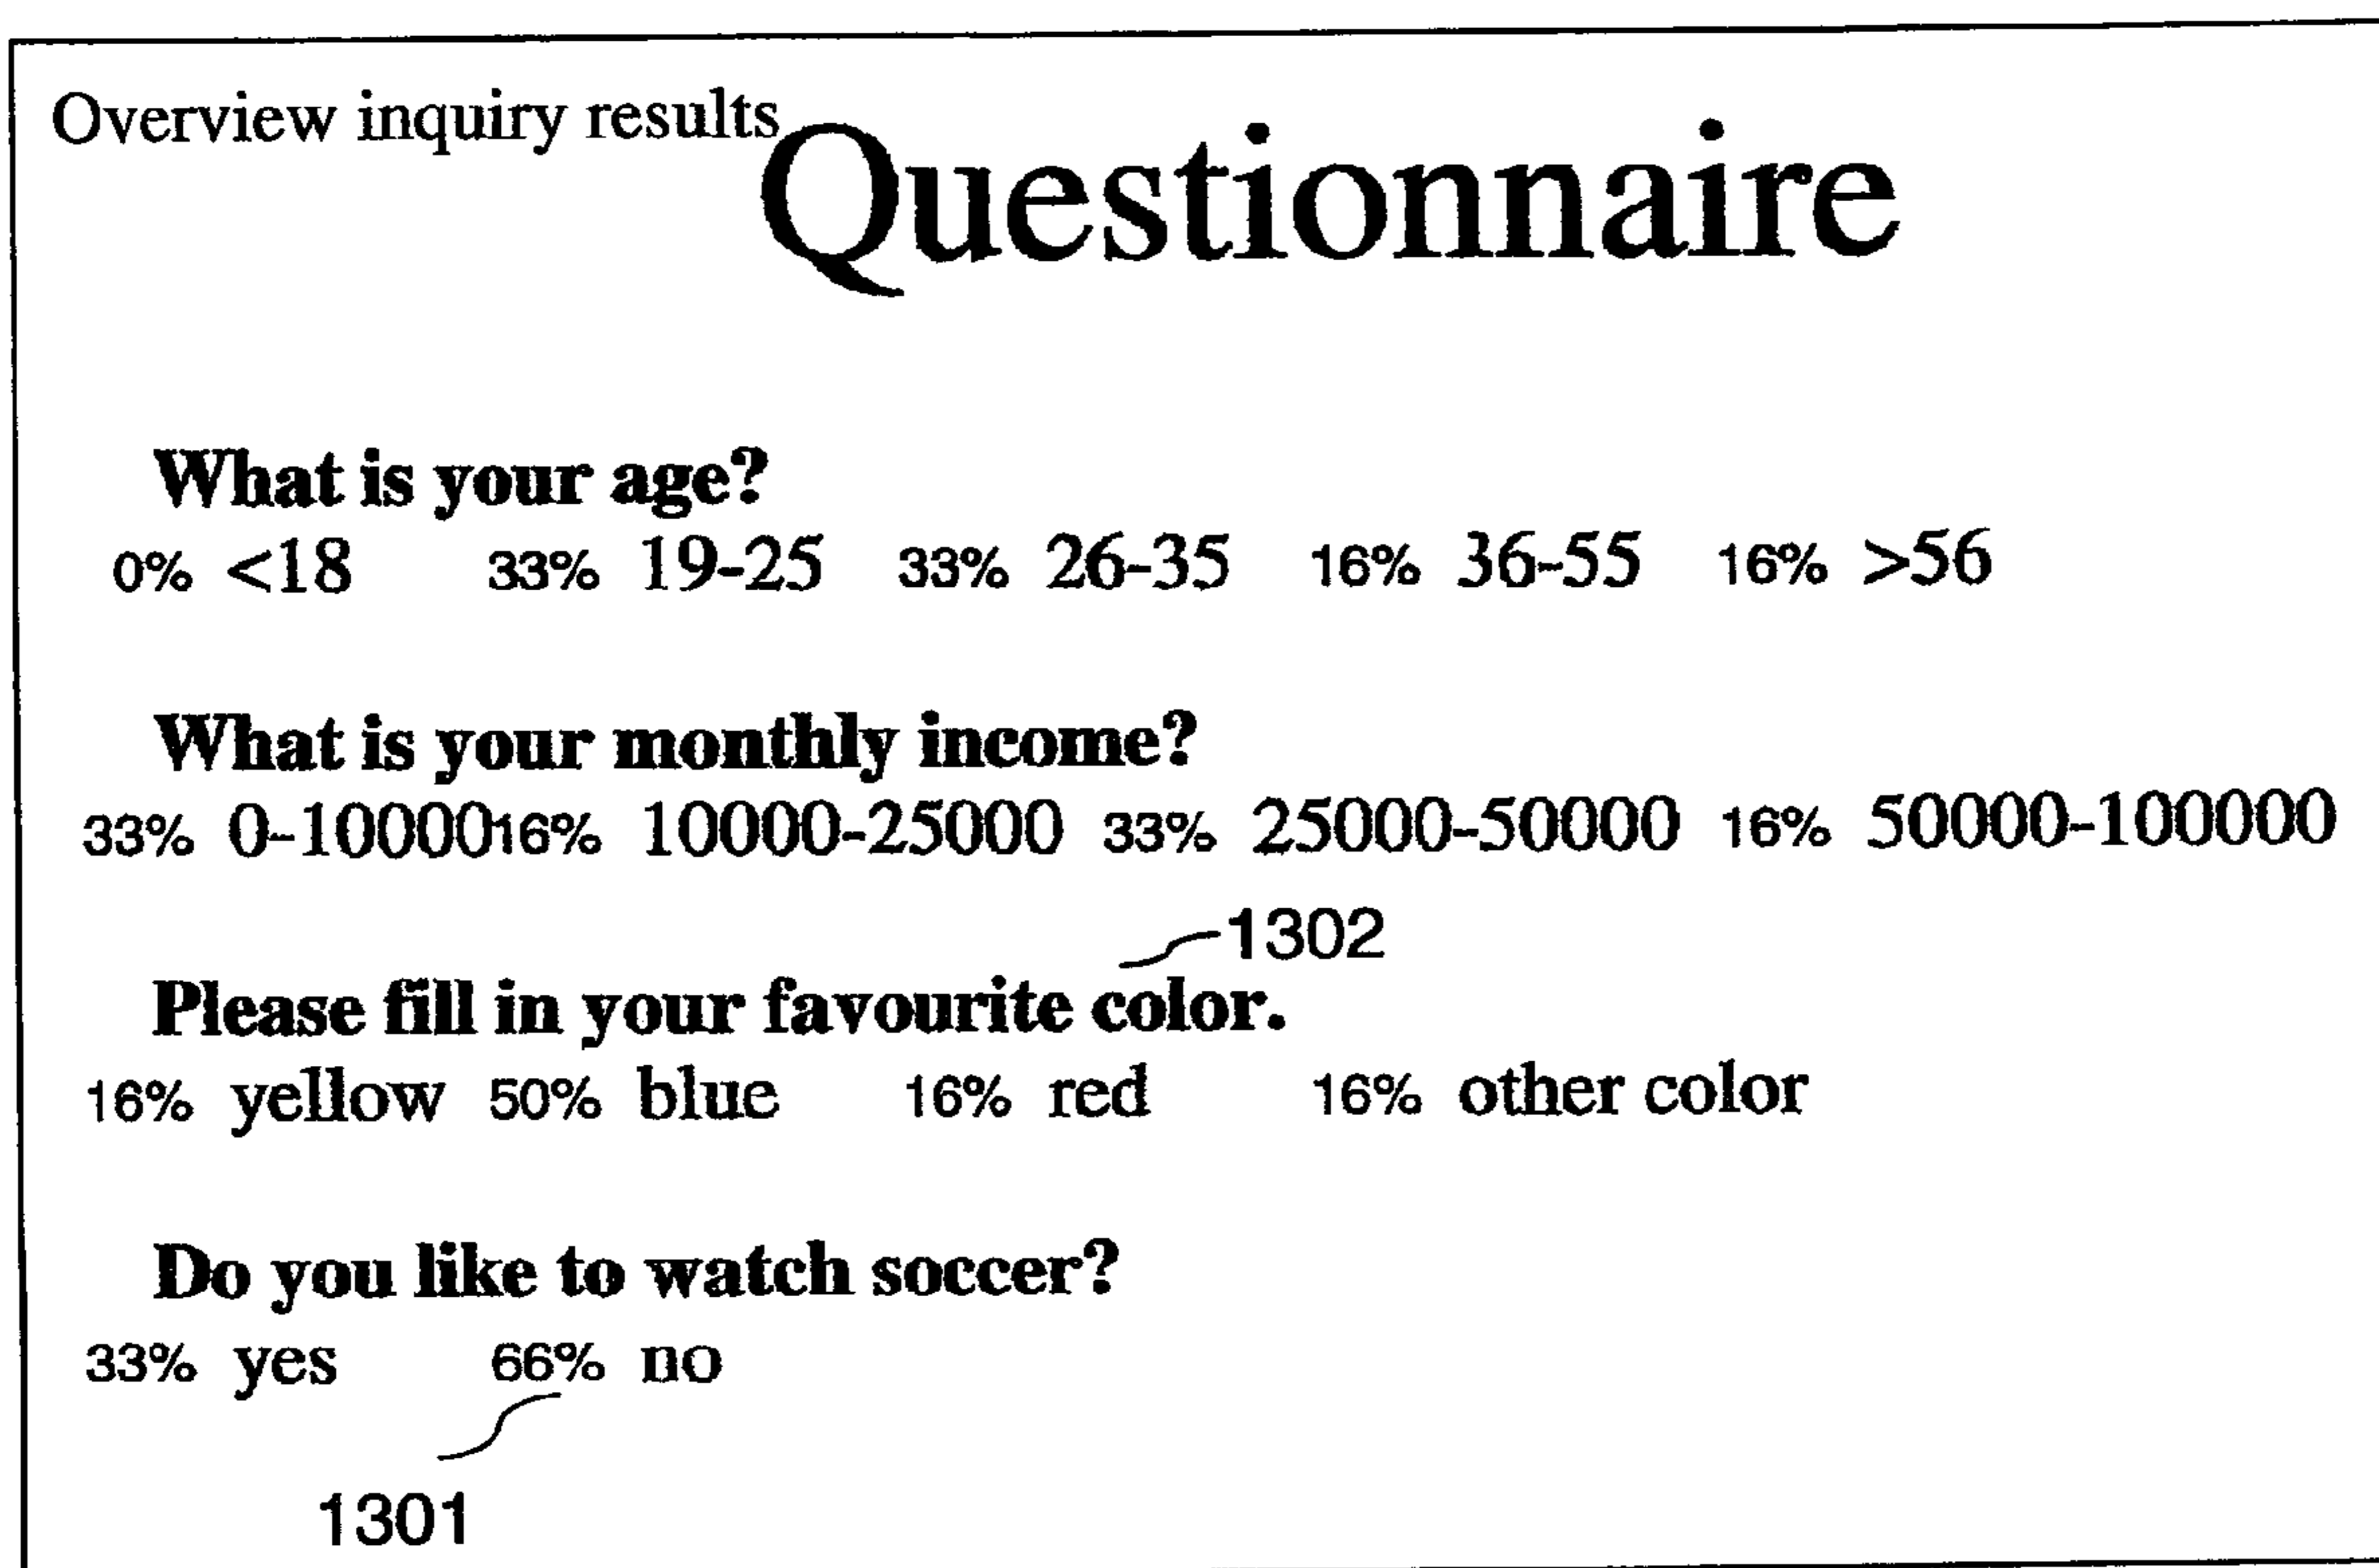 Overview inquiry results
Questionnaire
What is your age?
0% <18 33% 19-25 33% 26-35 16% 36-55 16% >56
What is your monthly income?
33% 0-10000 16% 10000-25000 33% 25000-50000 16% 50000-100000
1302
Please fill in your favourite color.
16% yellow 50% blue 16% red 16% other color
Do you like to watch soccer?
33% yes 66% no
1301